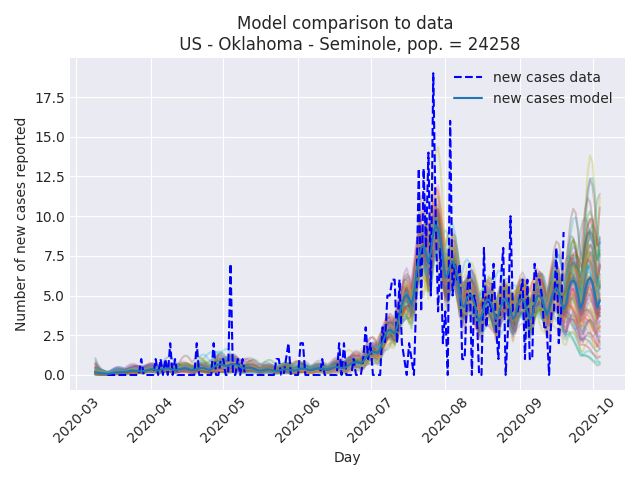 Model comparison to data
US - Oklahoma - Seminole, pop. = 24258
new cases data
new cases model
Number of new cases reported
17.5
15.0
12.5
10.0
7.5
5.0
2.5
0.0
2020-03
2020-04
2020-05
2020-06
2020-07
2020-08
2020-09
2020-10
Day